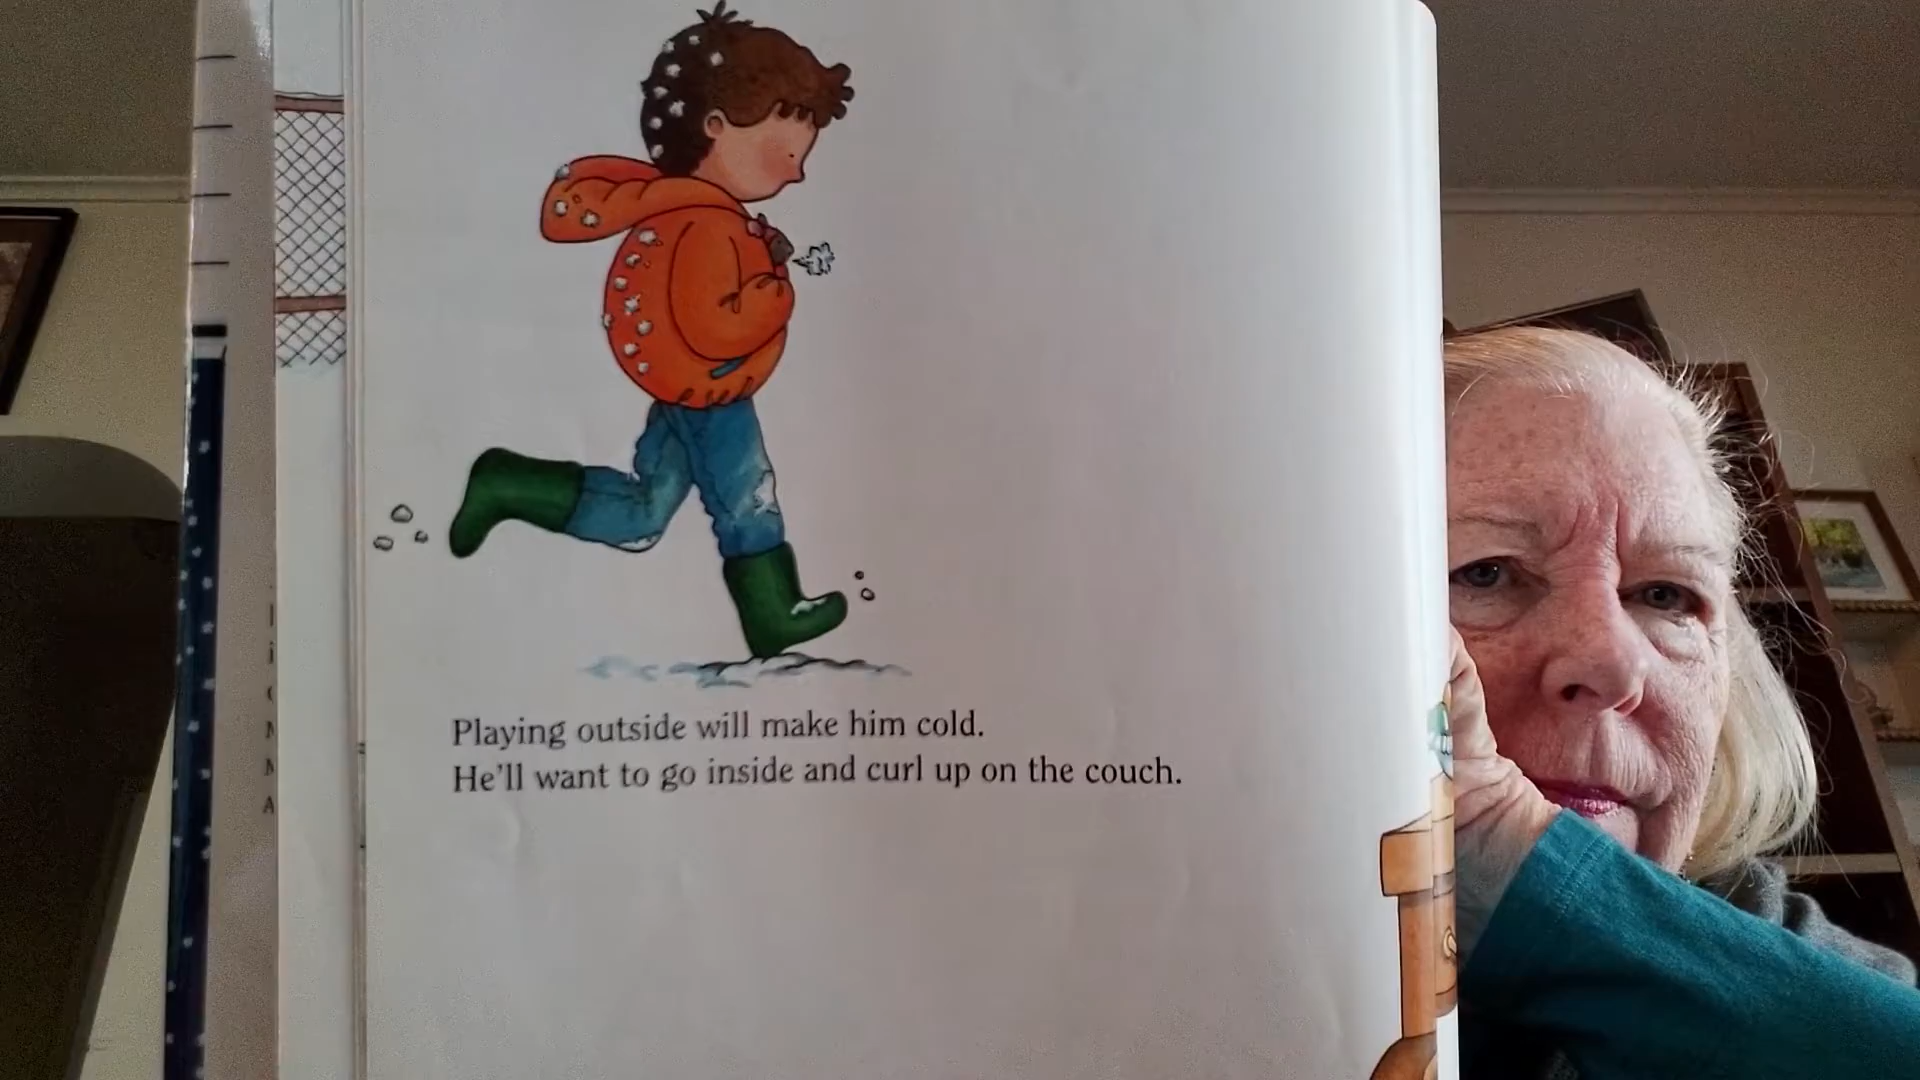 Playing outside will make him cold.
He'll want to go inside and curl up on the couch.